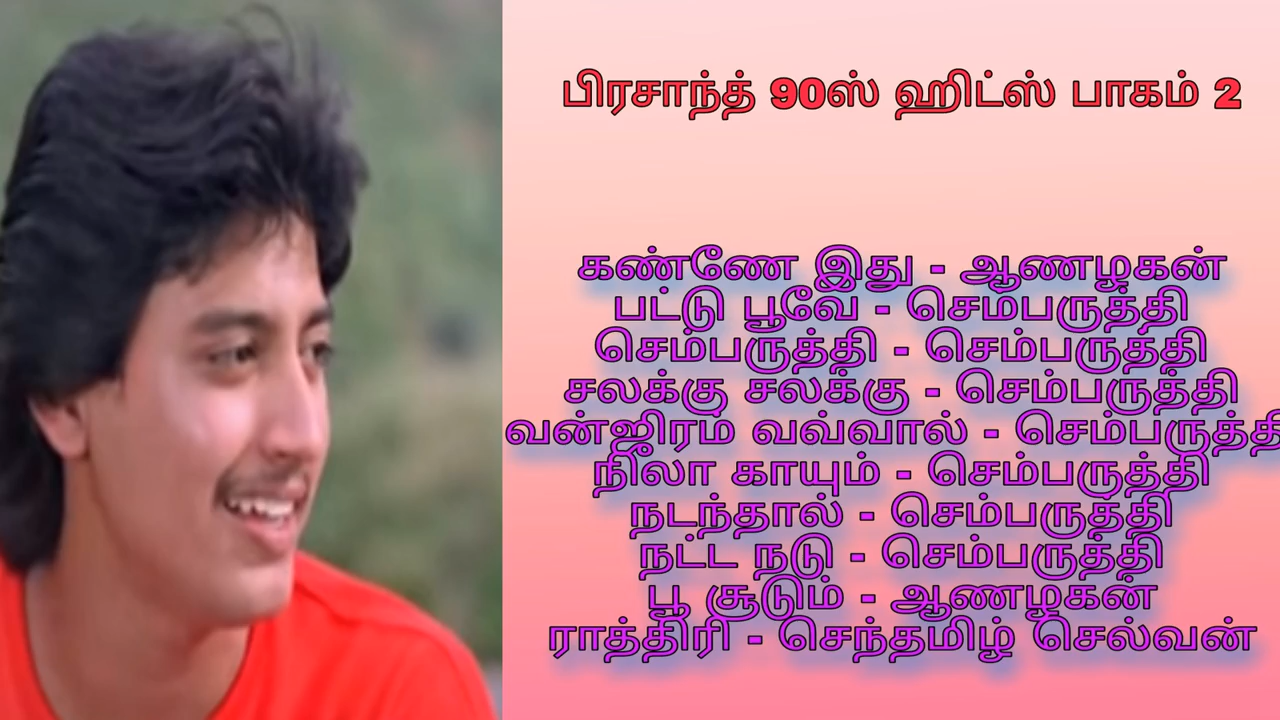 பிரசாந்த் 90ஸ் ஹிட்ஸ் பாகம் 2
கண்ணே இது - ஆணழகன்
பட்டு பூவே - செம்பருத்தி
செம்பருத்தி - செம்பருத்தி
சலக்கு சலக்கு - செம்பருத்தி
வன்ஜிரம் வவ்வால் - செம்பருத்தி
நிலா காயும் - செம்பருத்தி
நடந்தால் - செம்பருத்தி
நட்ட நடு - செம்பருத்தி
பூ சூடும் - ஆணழகன்
ராத்திரி - செந்தமிழ் செல்வன்